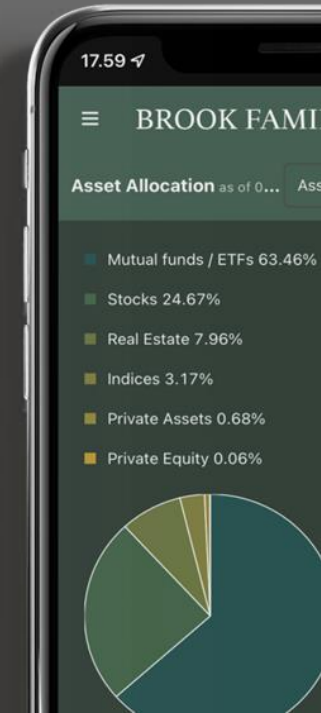 17.59
BROOK FAMI
Asset Allocation as of 0... Ass
Mutual funds / ETFs 63.46%
Stocks 24.67%
Real Estate 7.96%
Indices 3.17%
Private Assets 0.68%
Private Equity 0.06%